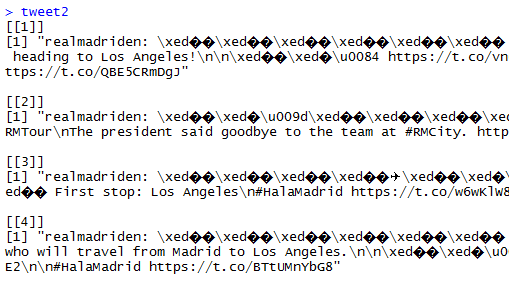 > tweet2
[[1]]
[1] "realmadriden: \xed��\xed��\xed��\xed��\xed��\xed��
 heading to Los Angeles!\n\n\xed��\xed��\xed�\u0084 https://t.co/vn
ttps://t.co/QBE5CRmDgJ"
[[2]]
[1] "realmadriden: \xed��\xed�\u009d\xed��\xed��\xed��\xed��
RMTour\nThe president said goodbye to the team at #RMCity. http
[[3]]
[1] "realmadriden: \xed��\xed��\xed��\xed��✈\xed��\xed�\
ed�� First stop: Los Angeles\n#HalaMadrid https://t.co/w6wKlW8
[[4]]
[1] "realmadriden: \xed��\xed��\xed��\xed��\xed��\xed��
who will travel from Madrid to Los Angeles.\n\n\xed��\xed��\xed�\u0
E2\n\n#HalaMadrid https://t.co/BTtUMnYbG8"